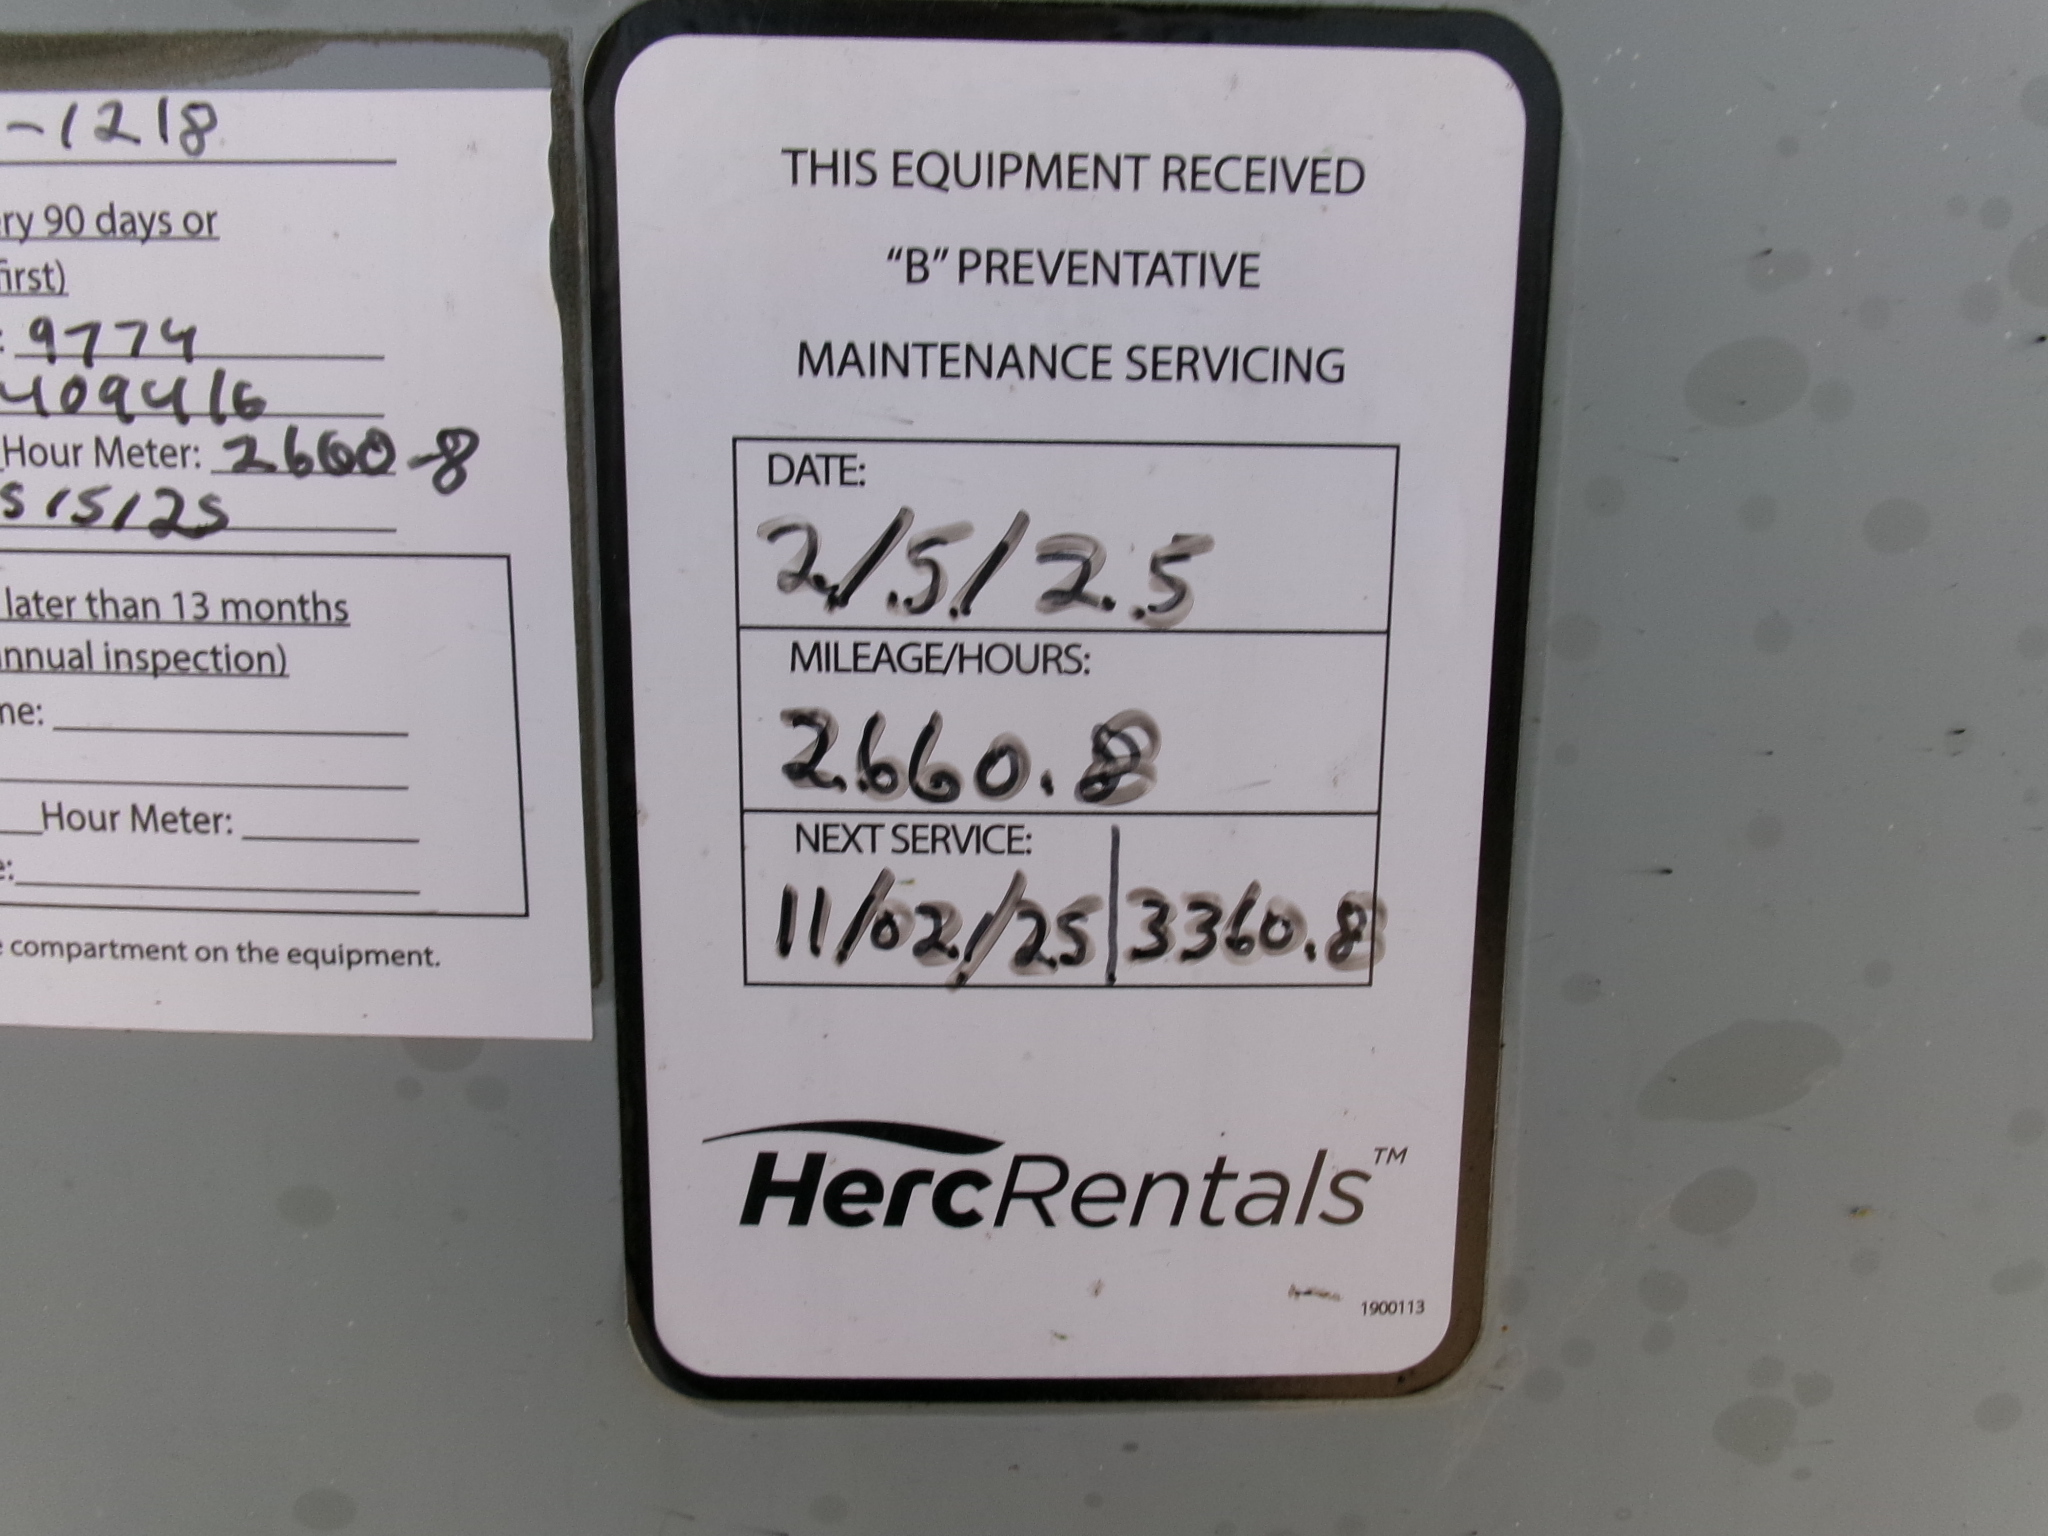 -1218
ry 90 days or
first)
: 9774
409416
Hour Meter: 2660.8
5/5/25
later than 13 months
annual inspection)
me:
Hour Meter:
e:
e compartment on the equipment.
THIS EQUIPMENT RECEIVED
“B” PREVENTATIVE
MAINTENANCE SERVICING
DATE:
2/5/25
MILEAGE/HOURS:
2660.8
NEXT SERVICE:
11/02/25 | 3360.8
HercRentals™
1900113